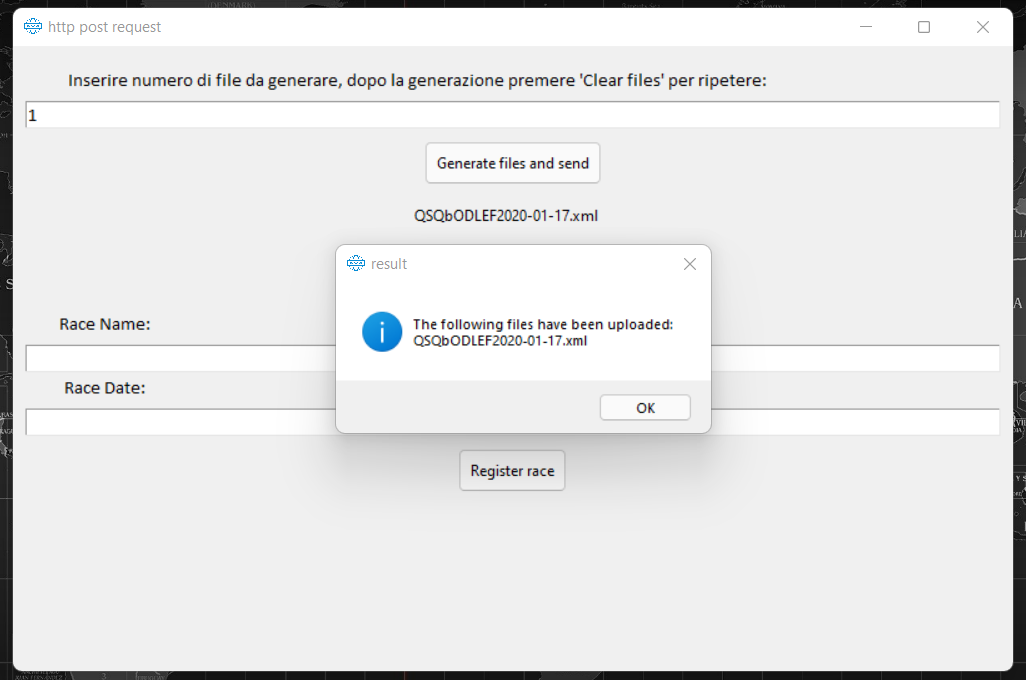 http post request
Inserire numero di file da generare, dopo la generazione premere 'Clear files' per ripetere:
1
Generate files and send
QSQbODLEF2020-01-17.xml
result
The following files have been uploaded:
QSQbODLEF2020-01-17.xml
OK
Race Name:
Race Date:
Register race